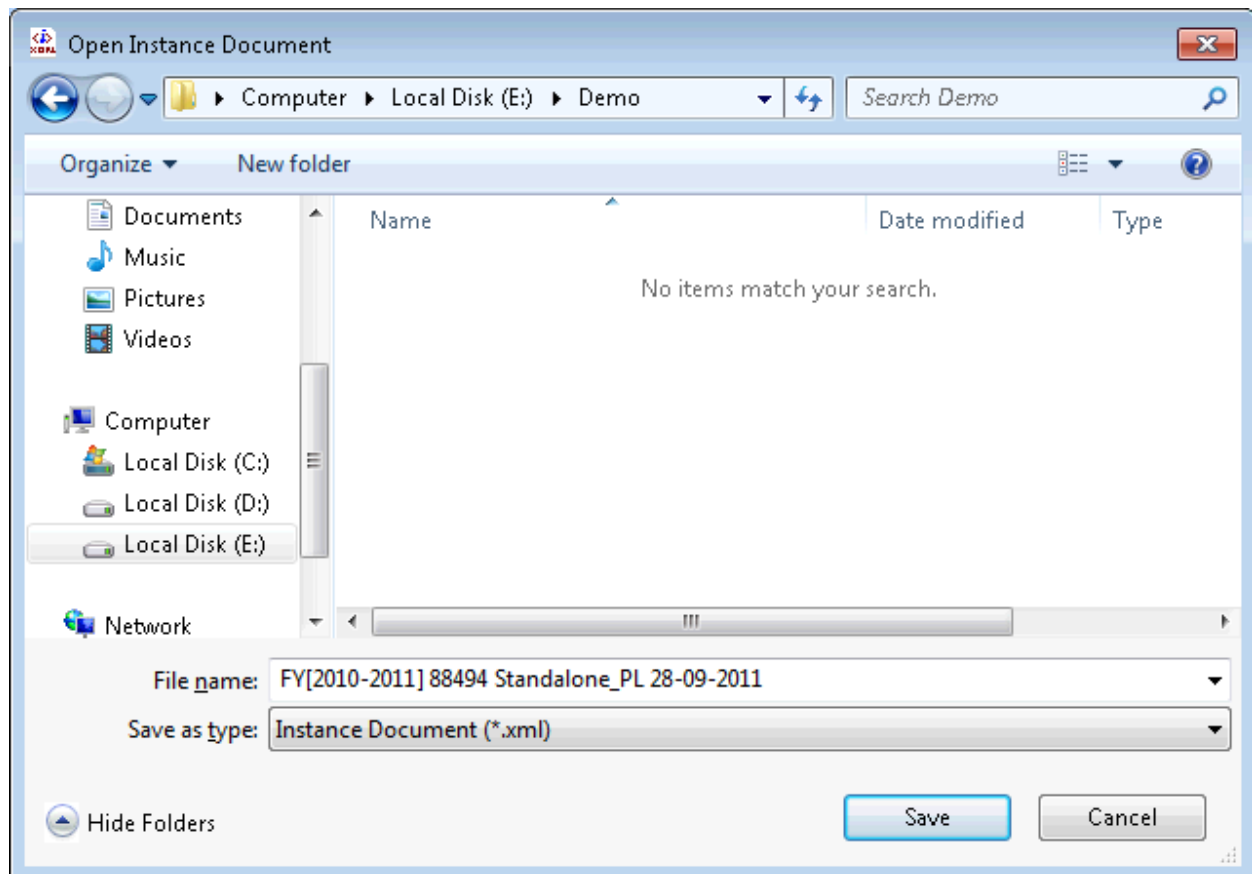 XBRL Open Instance Document
Computer Local Disk (E:) Demo Search Demo
Organize New folder
Name Date modified Type
No items match your search.
Documents
Music
Pictures
Videos
Computer
Local Disk (C:)
Local Disk (D:)
Local Disk (E:)
Network
File name: FY[2010-2011] 88494 Standalone_PL 28-09-2011
Save as type: Instance Document (*.xml)
Hide Folders Save Cancel